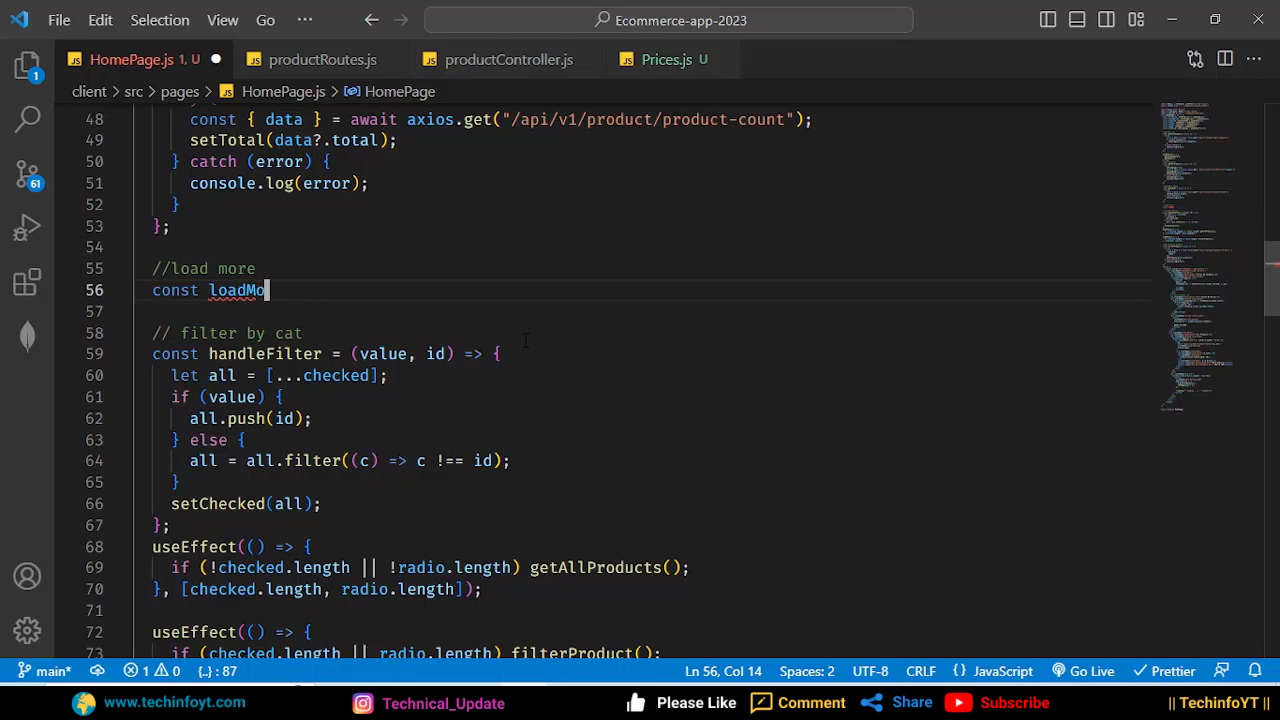 File Edit Selection View Go ··· Ecommerce-app-2023
HomePage.js 1, U productRoutes.js productController.js Prices.js U
client > src > pages > HomePage.js > HomePage
48 const { data } = await axios.get("/api/v1/product/product-count");
49 setTotal(data?.total);
50 } catch (error) {
51 console.log(error);
52 }
53 };
54
55 //load more
56 const loadMo
57
58 // filter by cat
59 const handleFilter = (value, id) => {
60 let all = [...checked];
61 if (value) {
62 all.push(id);
63 } else {
64 all = all.filter((c) => c !== id);
65 }
66 setChecked(all);
67 };
68 useEffect(() => {
69 if (!checked.length || !radio.length) getAllProducts();
70 }, [checked.length, radio.length]);
71
72 useEffect(() => {
73 if (checked.length || radio.length) filterProduct();
1
61
main* 1 0 {..} : 87 Ln 56, Col 14 Spaces: 2 UTF-8 CRLF {} JavaScript Go Live Prettier
www.techinfoyt.com Technical_Update Please Like Comment Share Subscribe || TechinfoYT ||